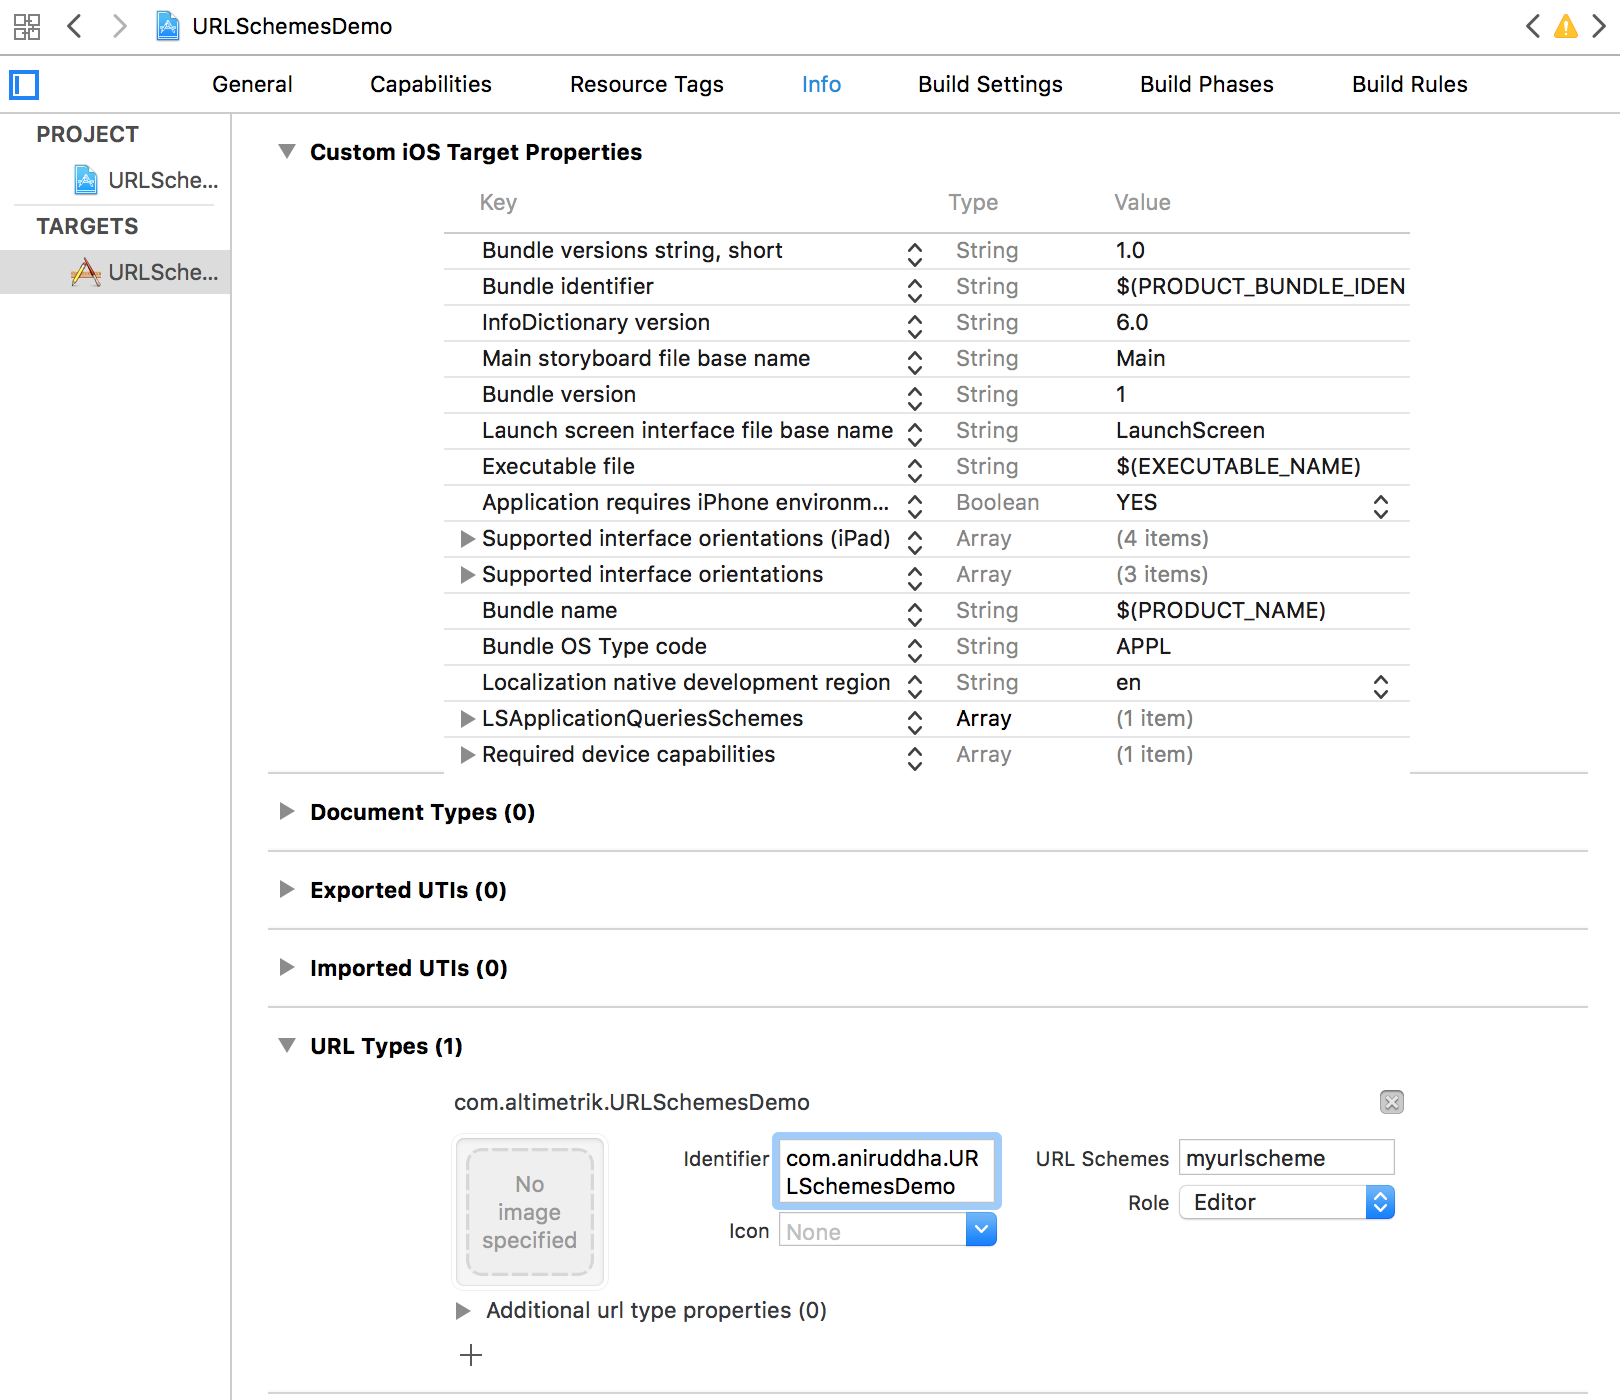 URLSchemesDemo
General Capabilities Resource Tags Info Build Settings Build Phases Build Rules
PROJECT
URLSche...
TARGETS
URLSche...
Custom iOS Target Properties
Key Type Value
Bundle versions string, short String 1.0
Bundle identifier String $(PRODUCT_BUNDLE_IDEN
InfoDictionary version String 6.0
Main storyboard file base name String Main
Bundle version String 1
Launch screen interface file base name String LaunchScreen
Executable file String $(EXECUTABLE_NAME)
Application requires iPhone environm... Boolean YES
Supported interface orientations (iPad) Array (4 items)
Supported interface orientations Array (3 items)
Bundle name String $(PRODUCT_NAME)
Bundle OS Type code String APPL
Localization native development region String en
LSApplicationQueriesSchemes Array (1 item)
Required device capabilities Array (1 item)
Document Types (0)
Exported UTIs (0)
Imported UTIs (0)
URL Types (1)
com.altimetrik.URLSchemesDemo
No
image
specified
Identifier com.aniruddha.UR
LSchemesDemo
Icon None
URL Schemes myurlscheme
Role Editor
Additional url type properties (0)